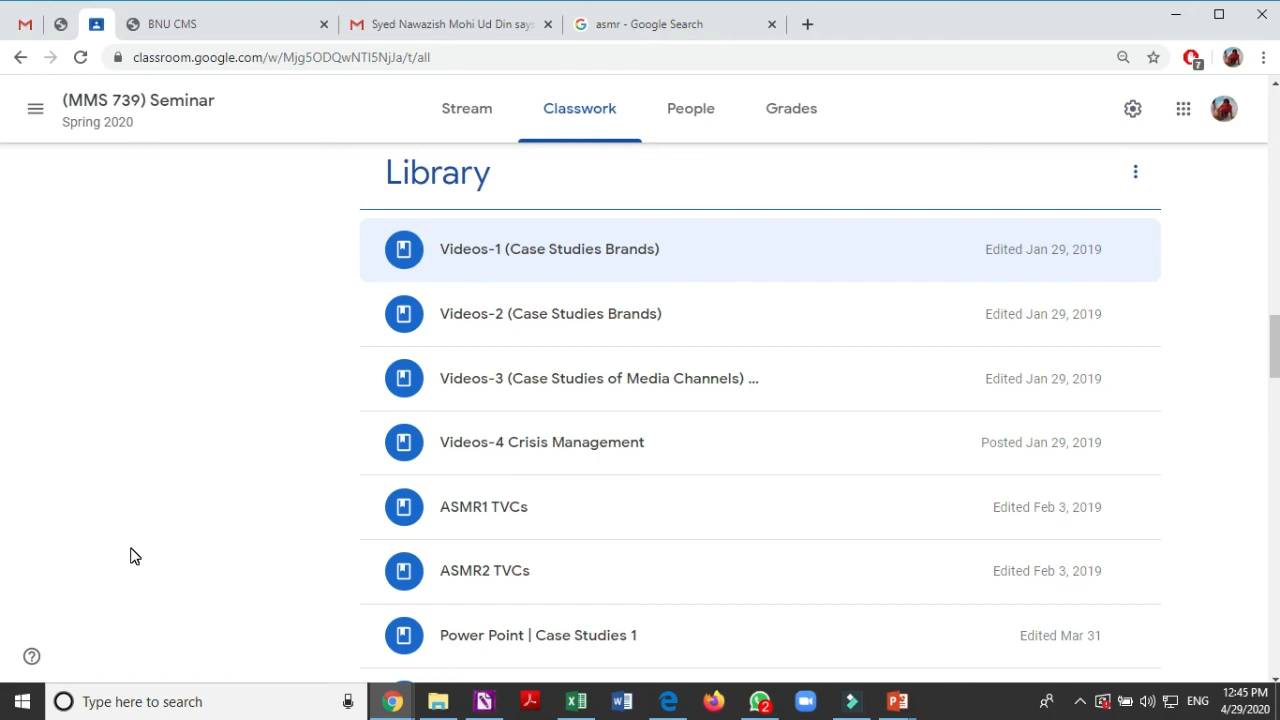 BNU CMS
Syed Nawazish Mohi Ud Din says
asmr - Google Search
classroom.google.com/w/Mjg5ODQwNTI5NjJa/t/all
7
(MMS 739) Seminar
Spring 2020
Stream
Classwork
People
Grades
Library
Videos-1 (Case Studies Brands)
Edited Jan 29, 2019
Videos-2 (Case Studies Brands)
Edited Jan 29, 2019
Videos-3 (Case Studies of Media Channels) ...
Edited Jan 29, 2019
Videos-4 Crisis Management
Posted Jan 29, 2019
ASMR1 TVCs
Edited Feb 3, 2019
ASMR2 TVCs
Edited Feb 3, 2019
Power Point | Case Studies 1
Edited Mar 31
Type here to search
2
ENG
12:45 PM
4/29/2020